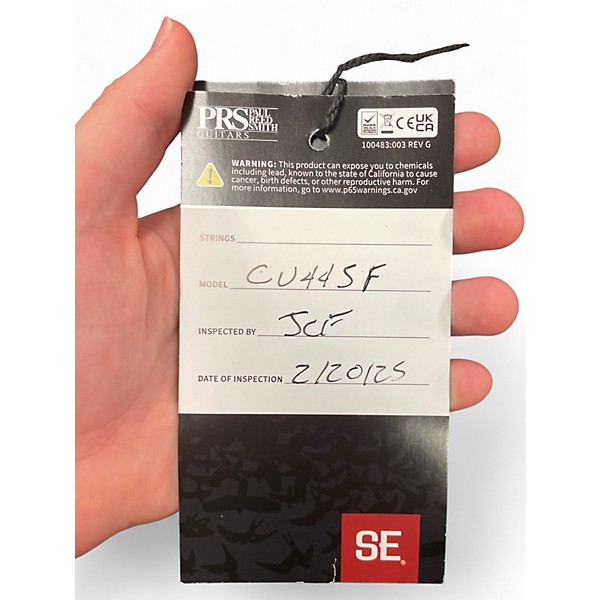 PRS PAUL REED SMITH
GUITARS
CE UK CA
100483:003 REV G
WARNING: This product can expose you to chemicals
including lead, known to the state of California to cause
cancer, birth defects, or other reproductive harm. For
more information, go to www.p65warnings.ca.gov
STRINGS
MODEL CU44SF
INSPECTED BY JCF
DATE OF INSPECTION 2/20/25
SE